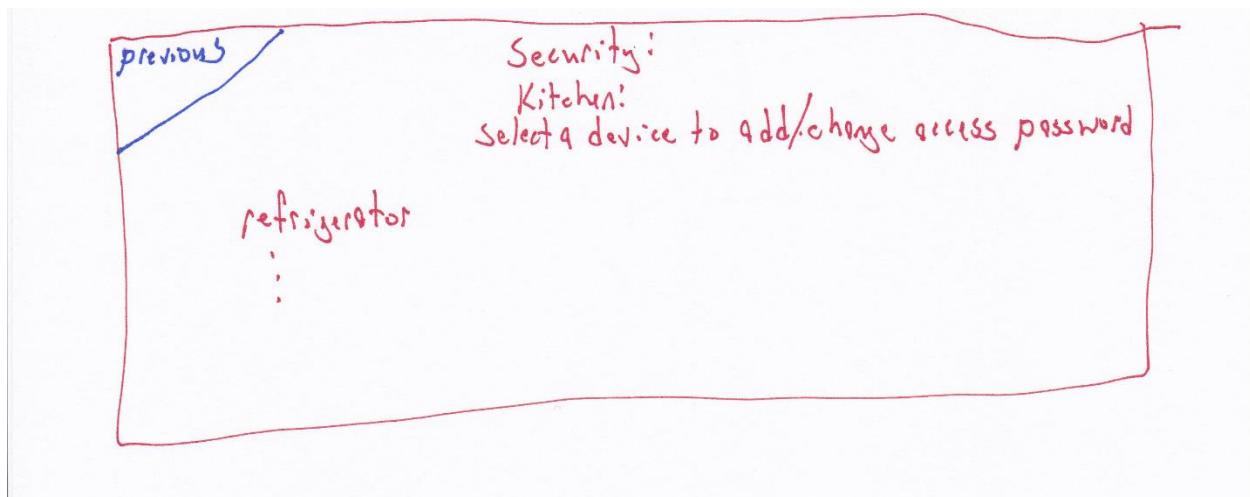 previous
Security:
Kitchen:
Select a device to add/change access password
refrigerator